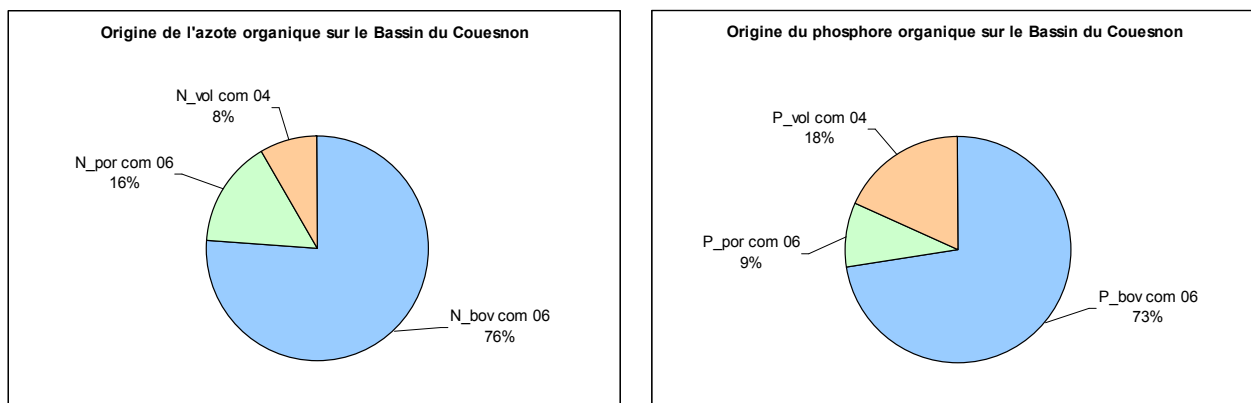 Origine de l'azote organique sur le Bassin du Couesnon
N_vol com 04
8%
N_por com 06
16%
N_bov com 06
76%
Origine du phosphore organique sur le Bassin du Couesnon
P_vol com 04
18%
P_por com 06
9%
P_bov com 06
73%